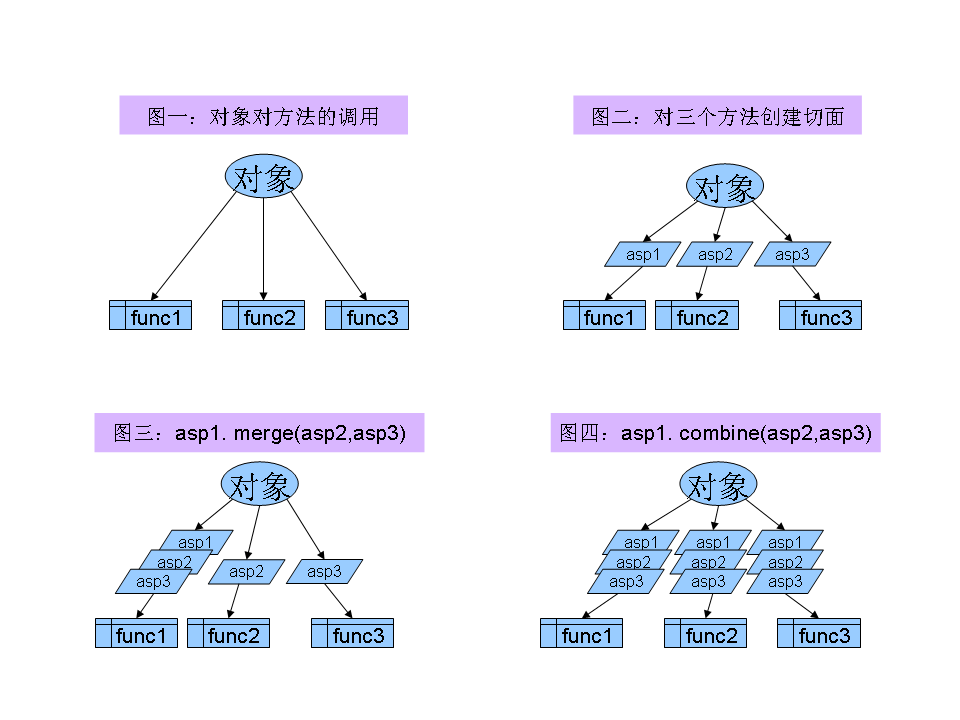 图一：对象对方法的调用
对象
func1
func2
func3
图二：对三个方法创建切面
对象
asp1
asp2
asp3
func1
func2
func3
图三：asp1. merge(asp2,asp3)
对象
asp1
asp2
asp3
asp2
asp3
func1
func2
func3
图四：asp1. combine(asp2,asp3)
对象
asp1
asp1
asp1
asp2
asp2
asp2
asp3
asp3
asp3
func1
func2
func3